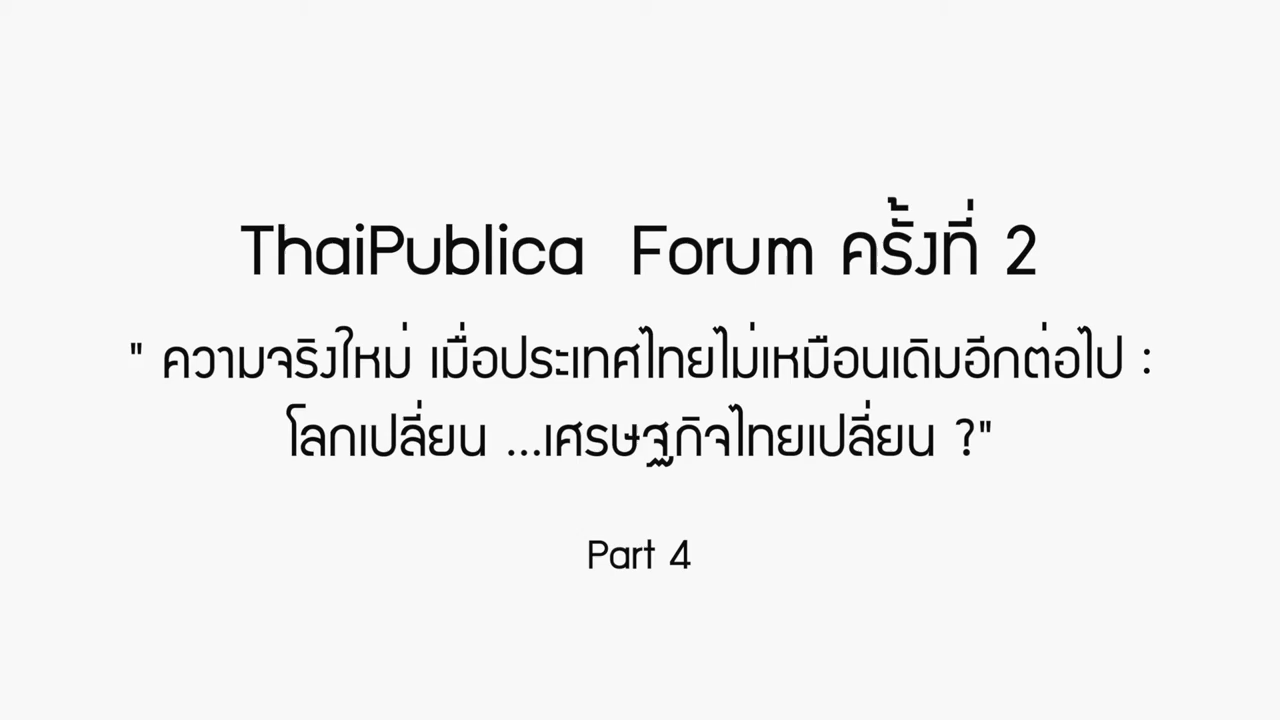 ThaiPublica Forum ครั้งที่ 2
" ความจริงใหม่ เมื่อประเทศไทยไม่เหมือนเดิมอีกต่อไป :
โลกเปลี่ยน ...เศรษฐกิจไทยเปลี่ยน ?"
Part 4